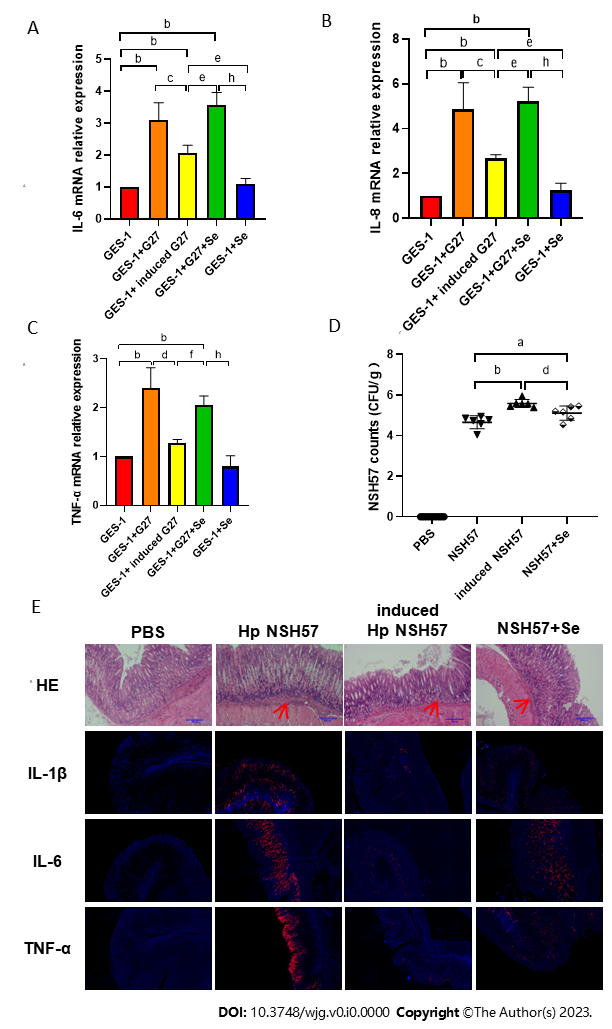 A
IL-6 mRNA relative expression
5
4
3
2
1
0
b
b
b
e
c
e
h
GES-1
GES-1+G27
GES-1+ induced G27
GES-1+G27+Se
GES-1+Se
B
IL-8 mRNA relative expression
8
6
4
2
0
b
b
e
b
c
e
h
GES-1
GES-1+G27
GES-1+ induced G27
GES-1+G27+Se
GES-1+Se
C
TNF-α mRNA relative expression
3
2
1
0
b
b
d
f
h
GES-1
GES-1+G27
GES-1+ induced G27
GES-1+G27+Se
GES-1+Se
D
NSH57 counts (CFU/g )
8
6
4
2
0
a
b
d
PBS
NSH57
induced NSH57
NSH57+Se
E
PBS
Hp NSH57
induced
Hp NSH57
NSH57+Se
HE
IL-1β
IL-6
TNF-α
DOI: 10.3748/wjg.v0.i0.0000 Copyright ©The Author(s) 2023.